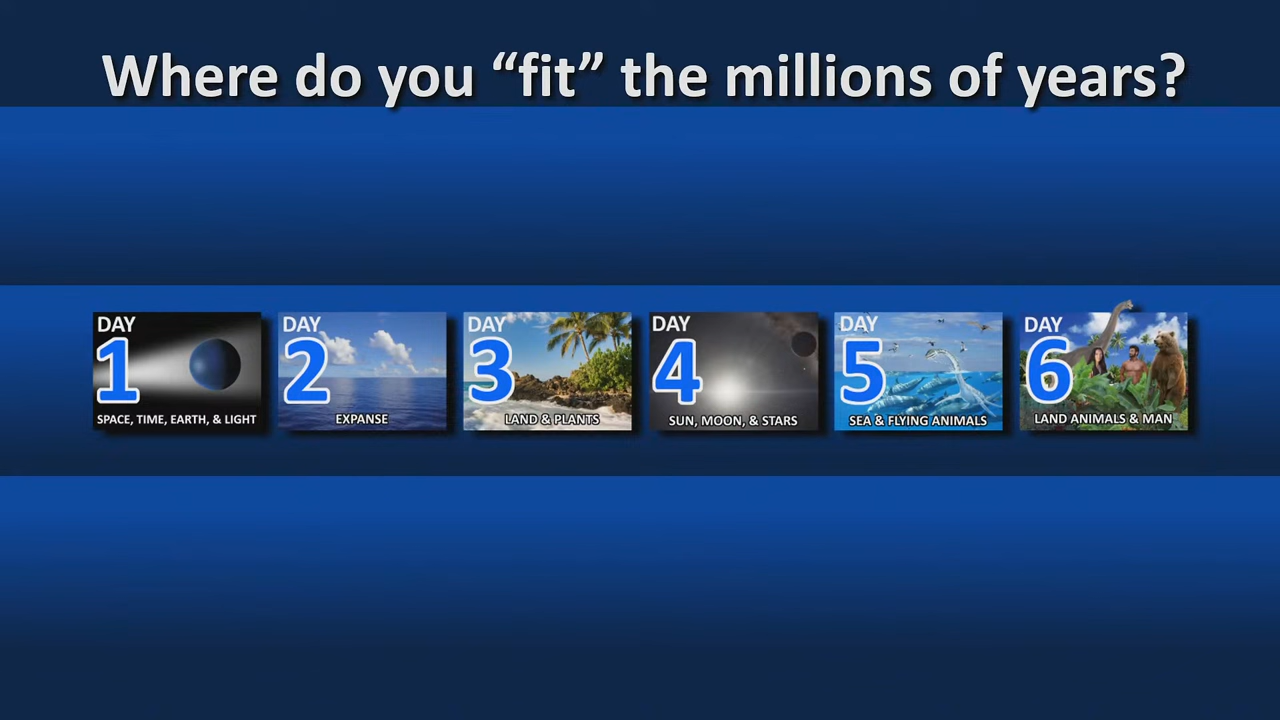 Where do you “fit” the millions of years?
DAY
1
SPACE, TIME, EARTH, & LIGHT
DAY
2
EXPANSE
DAY
3
LAND & PLANTS
DAY
4
SUN, MOON, & STARS
DAY
5
SEA & FLYING ANIMALS
DAY
6
LAND ANIMALS & MAN